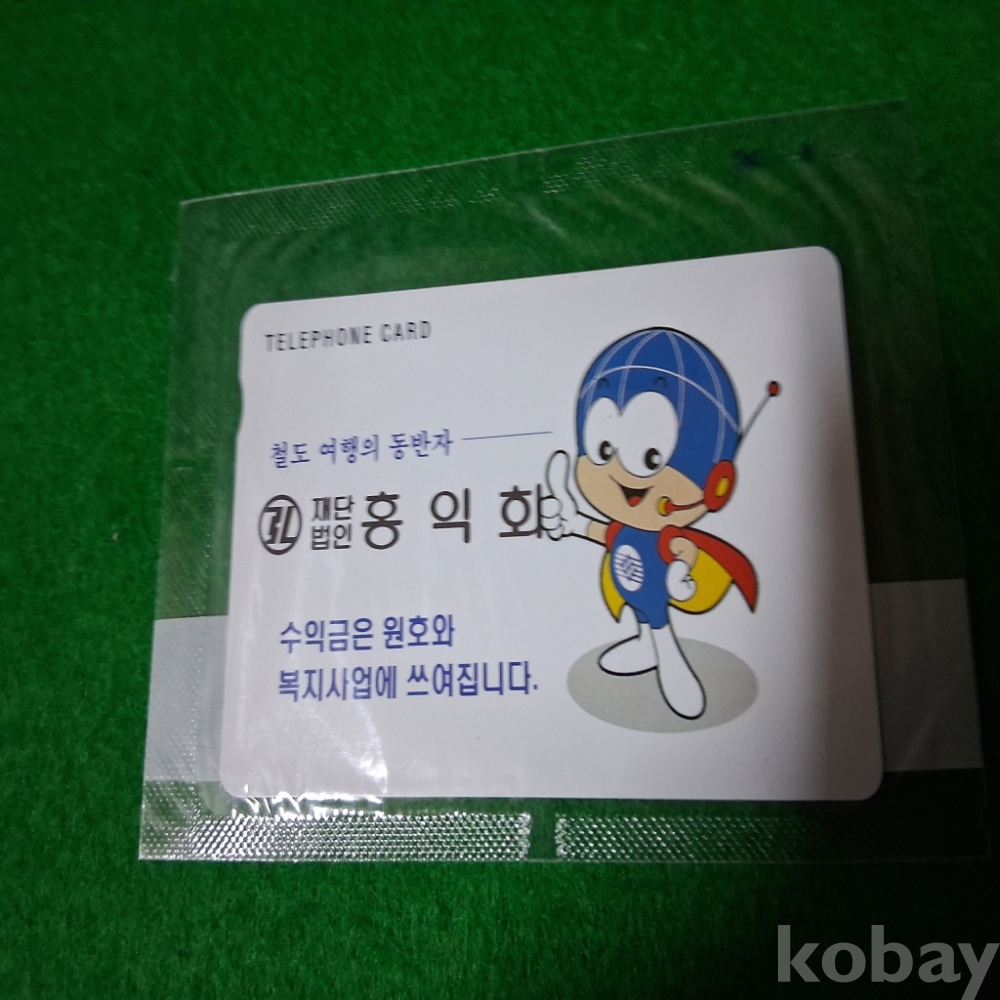 TELEPHONE CARD
철도 여행의 동반자
재단
법인 홍익회
수익금은 원호와
복지사업에 쓰여집니다.
kobay